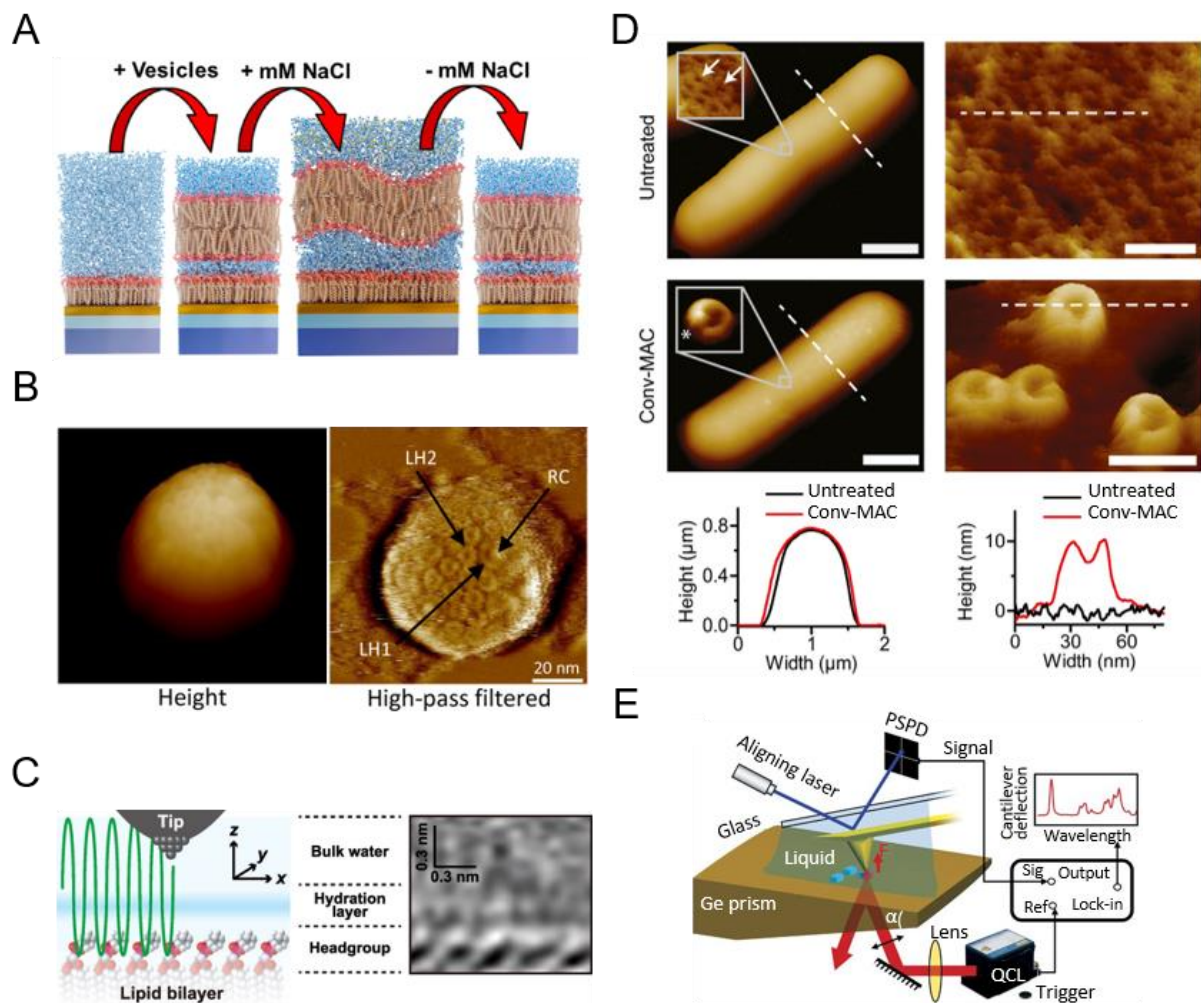 A
+ Vesicles + mM NaCl - mM NaCl
B
LH2
RC
LH1
20 nm
Height
High-pass filtered
C
Tip
z
y
x
Bulk water
Hydration layer
Headgroup
Lipid bilayer
0.3 nm
0.3 nm
D
Untreated
Conv-MAC
*
Untreated
Conv-MAC
Height (µm)
0.8
0.4
0.0
0 1 2
Width (µm)
Untreated
Conv-MAC
Height (nm)
10
0
0 30 60
Width (nm)
E
PSPD
Signal
Aligning laser
Glass
Liquid
F
Ge prism
α(
Lens
QCL
Trigger
Cantilever
deflection
Wavelength
Sig Output
Ref Lock-in